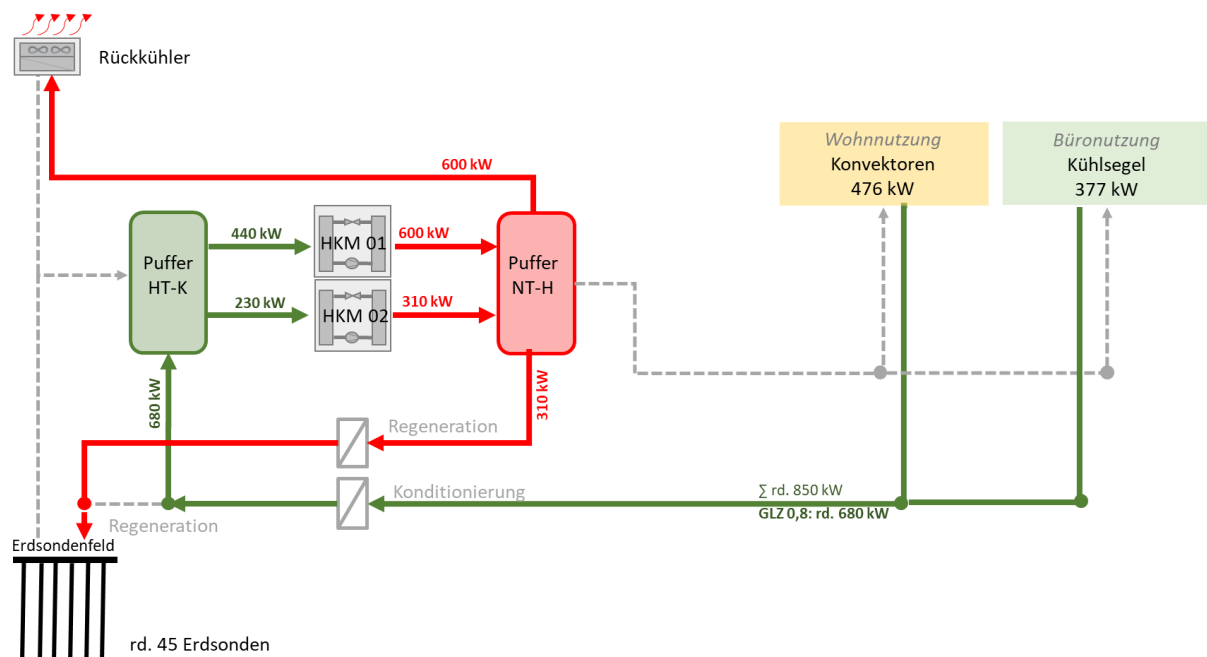 Rückkühler
Wohnnutzung
Konvektoren
476 kW
Büronutzung
Kühlsegel
377 kW
600 kW
Puffer
HT-K
440 kW
HKM 01
600 kW
230 kW
HKM 02
310 kW
Puffer
NT-H
680 kW
310 kW
Regeneration
Konditionierung
∑ rd. 850 kW
GLZ 0,8: rd. 680 kW
Regeneration
Erdsondenfeld
rd. 45 Erdsonden